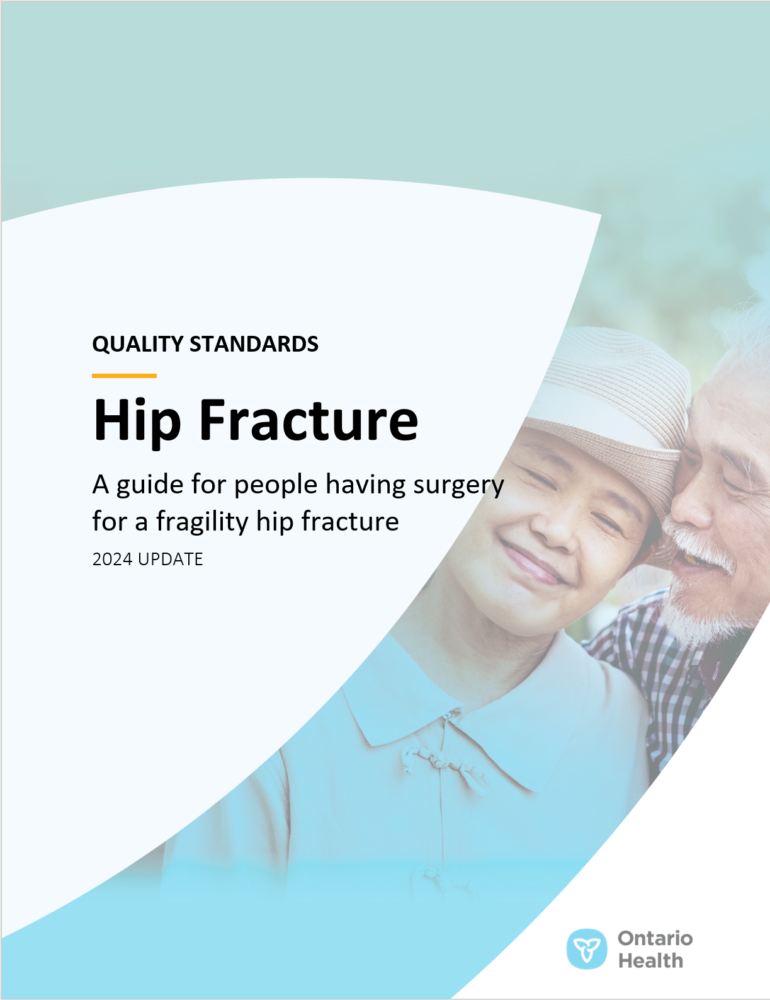 QUALITY STANDARDS
Hip Fracture
A guide for people having surgery
for a fragility hip fracture
2024 UPDATE
Ontario
Health